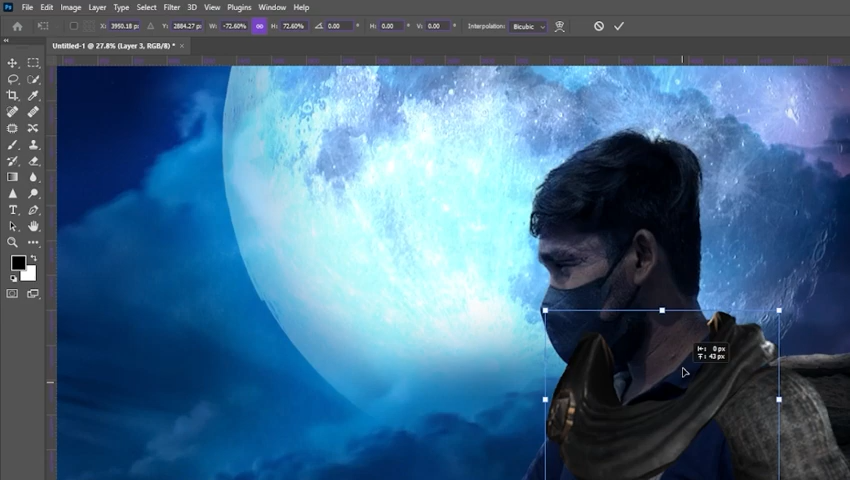 Ps File Edit Image Layer Type Select Filter 3D View Plugins Window Help
X: 3950.18 p Y: 2884.27 px W: -72.60% H: 72.60% 0.00 ° H: 0.00 ° V: 0.00 ° Interpolation: Bicubic
Untitled-1 @ 27.8% (Layer 3, RGB/8) * ×
0 px
43 px